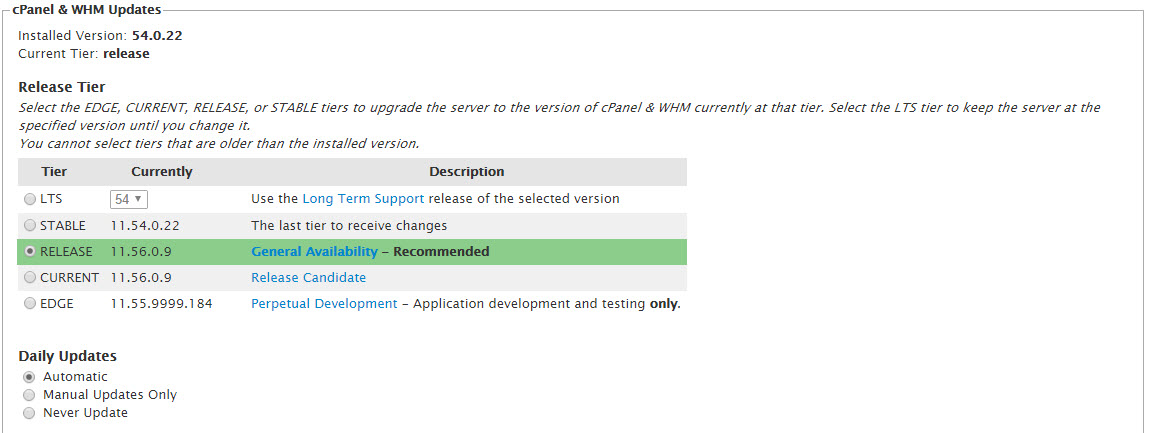 cPanel & WHM Updates
Installed Version: 54.0.22
Current Tier: release
Release Tier
Select the EDGE, CURRENT, RELEASE, or STABLE tiers to upgrade the server to the version of cPanel & WHM currently at that tier. Select the LTS tier to keep the server at the
specified version until you change it.
You cannot select tiers that are older than the installed version.
Tier Currently Description
LTS 54 Use the Long Term Support release of the selected version
STABLE 11.54.0.22 The last tier to receive changes
RELEASE 11.56.0.9 General Availability – Recommended
CURRENT 11.56.0.9 Release Candidate
EDGE 11.55.9999.184 Perpetual Development – Application development and testing only.
Daily Updates
Automatic
Manual Updates Only
Never Update